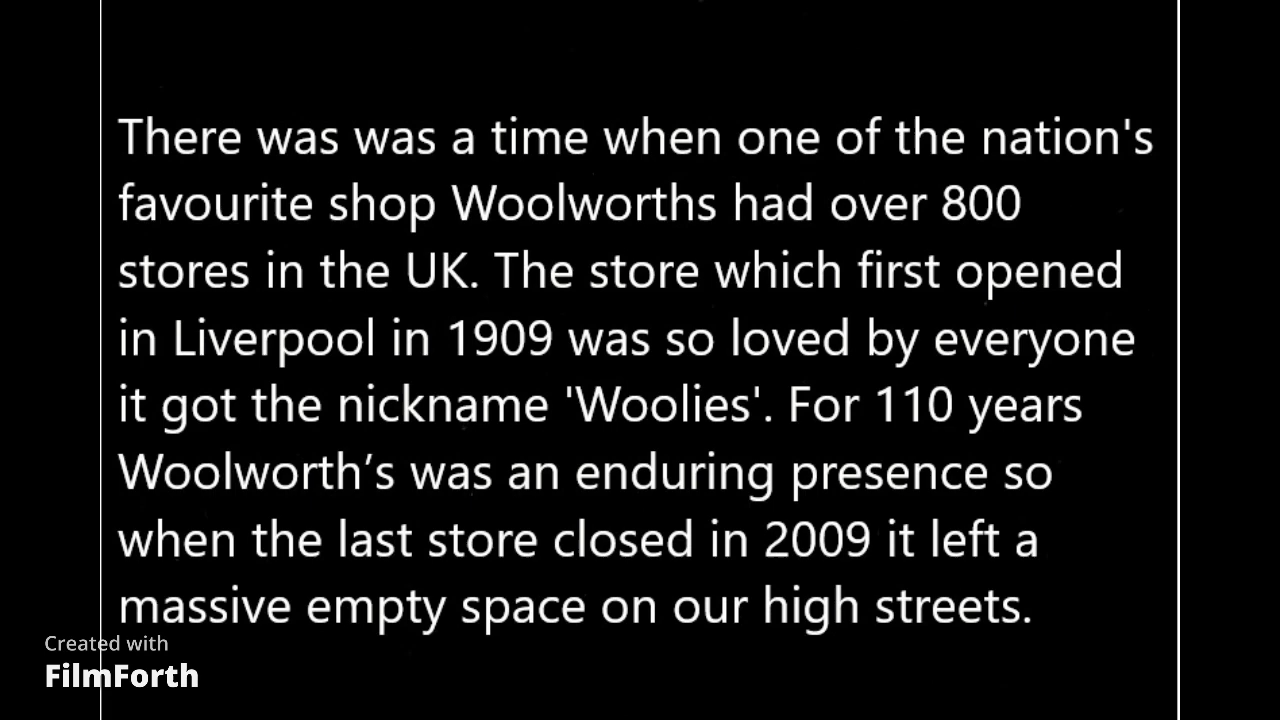 There was was a time when one of the nation's
favourite shop Woolworths had over 800
stores in the UK. The store which first opened
in Liverpool in 1909 was so loved by everyone
it got the nickname 'Woolies'. For 110 years
Woolworth’s was an enduring presence so
when the last store closed in 2009 it left a
massive empty space on our high streets.
Created with
FilmForth